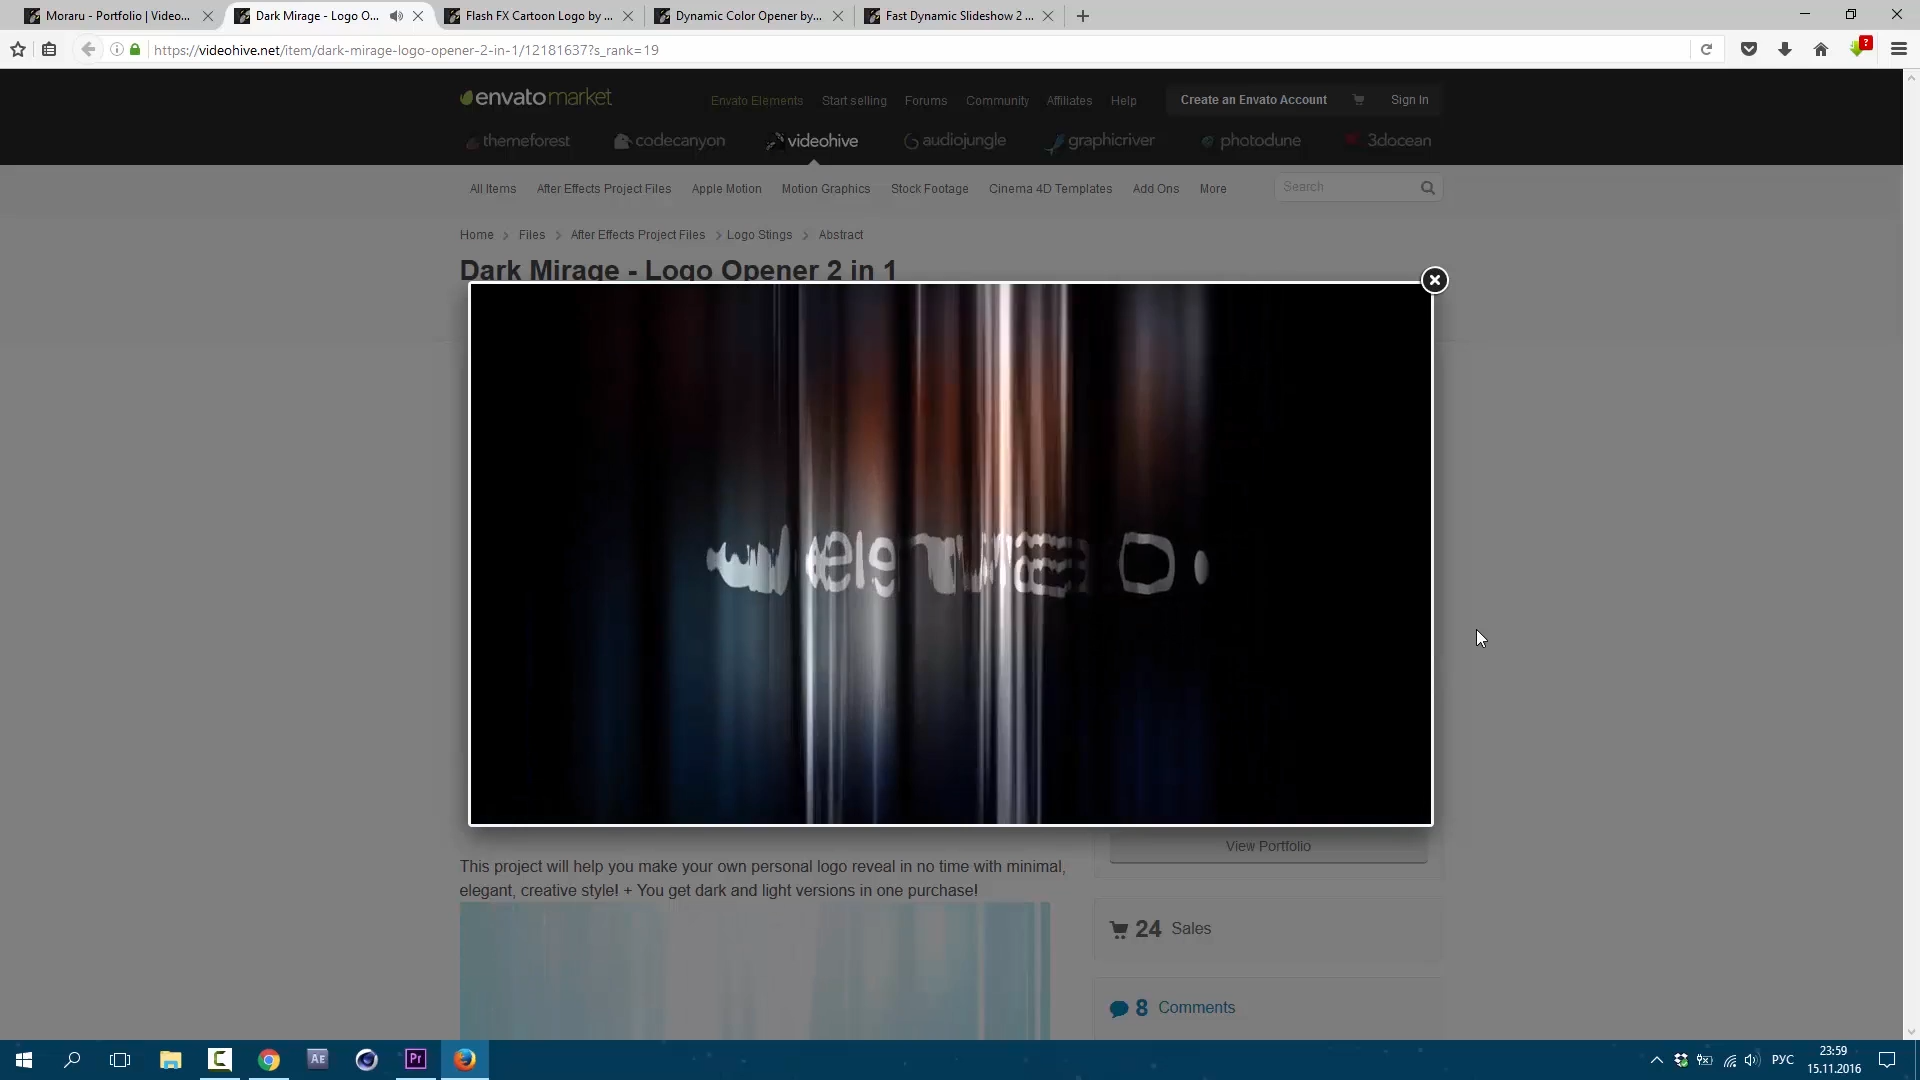 Moraru - Portfolio | Video...
Dark Mirage - Logo O...
Flash FX Cartoon Logo by ...
Dynamic Color Opener by...
Fast Dynamic Slideshow 2 ...
https://videohive.net/item/dark-mirage-logo-opener-2-in-1/12181637?s_rank=19
envatomarket
Envato Elements
Start selling
Forums
Community
Affiliates
Help
Create an Envato Account
Sign In
themeforest
codecanyon
videohive
audiojungle
graphicriver
photodune
3docean
All Items
After Effects Project Files
Apple Motion
Motion Graphics
Stock Footage
Cinema 4D Templates
Add Ons
More
Search
Home
Files
After Effects Project Files
Logo Stings
Abstract
Dark Mirage - Logo Opener 2 in 1
View Portfolio
This project will help you make your own personal logo reveal in no time with minimal,
elegant, creative style! + You get dark and light versions in one purchase!
24 Sales
8 Comments
Ae
Pr
РУС
23:59
15.11.2016